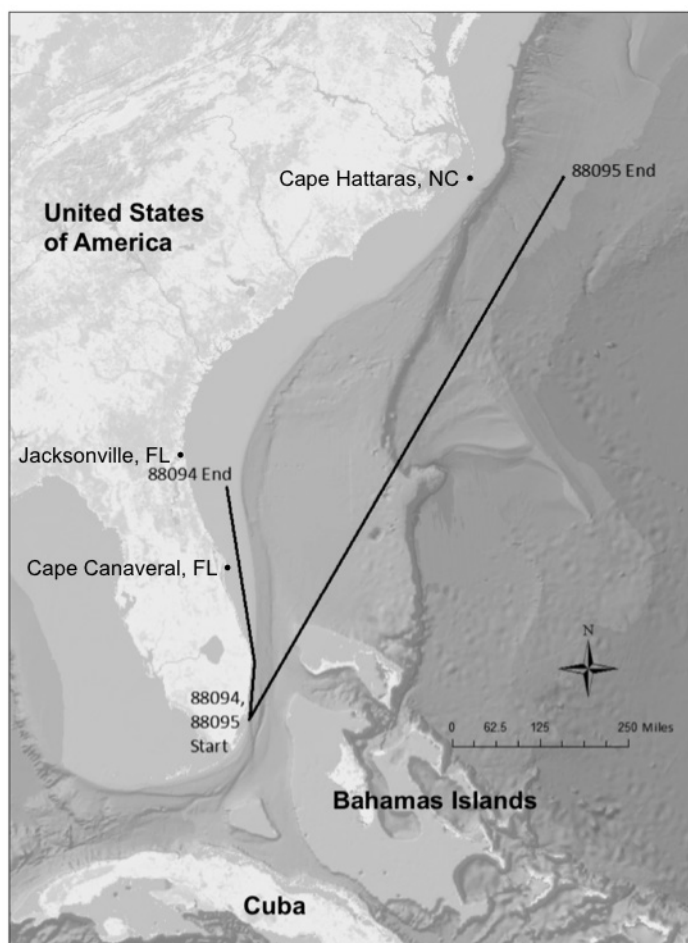 Cape Hattaras, NC
88095 End
United States
of America
Jacksonville, FL
88094 End
Cape Canaveral, FL
N
88094,
88095
Start
0 62.5 125 250 Miles
Bahamas Islands
Cuba